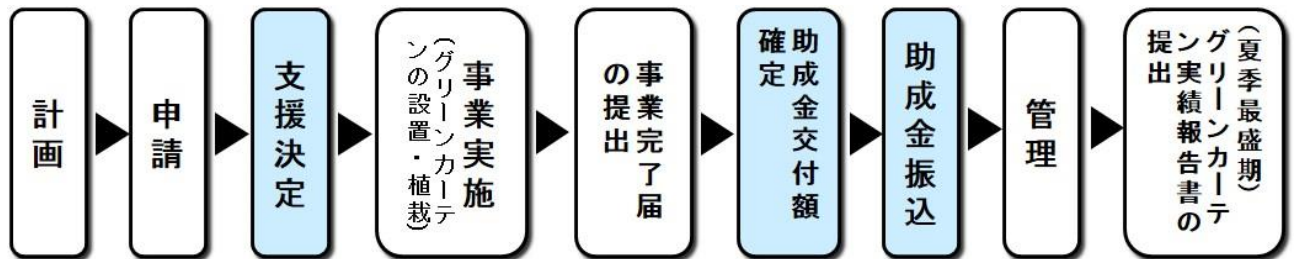 計画
申請
支援決定
事業実施
(グリーンカーテ
ンの設置・植栽)
事業完了届
の提出
助成金交付額
確定
助成金振込
管理
(夏季最盛期)
グリーンカーテ
ン実績報告書の
提出